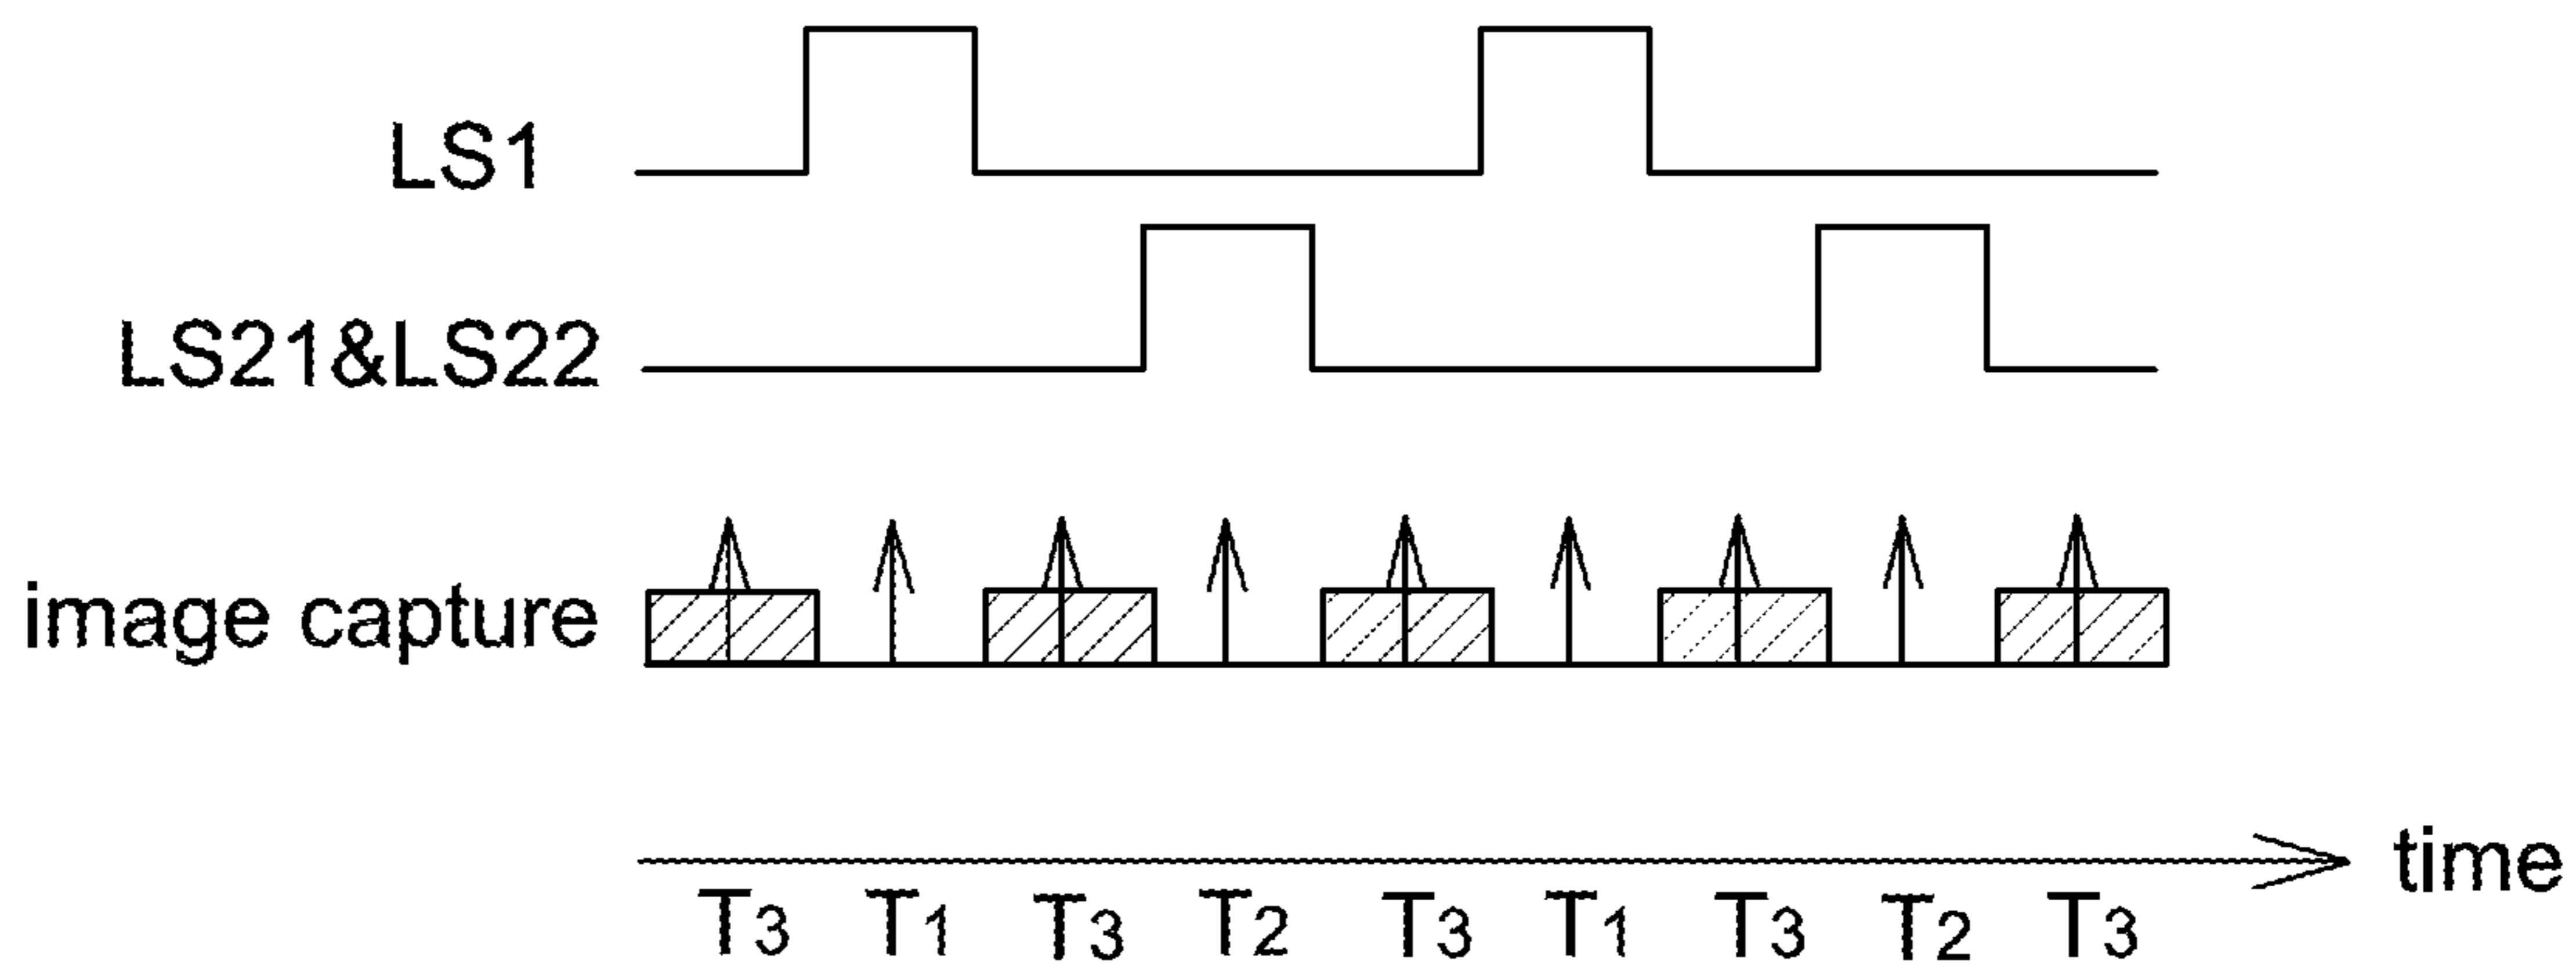 LS1
LS21&LS22
image capture
time
T3 T1 T3 T2 T3 T1 T3 T2 T3